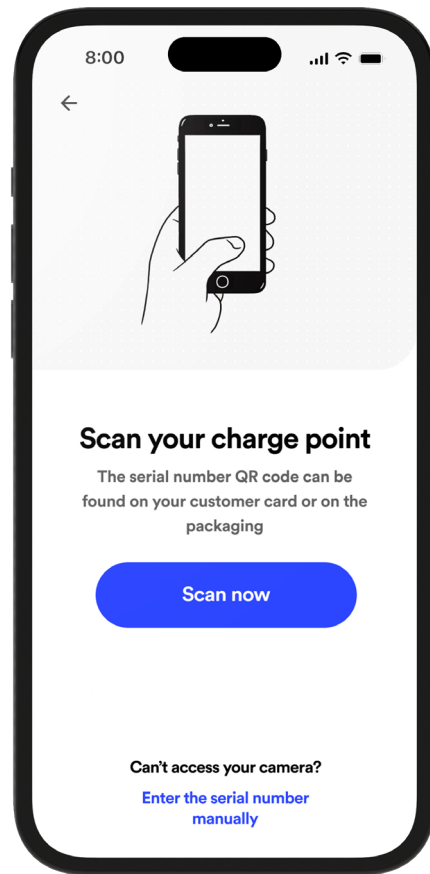 8:00
Scan your charge point
The serial number QR code can be
found on your customer card or on the
packaging
Scan now
Can’t access your camera?
Enter the serial number
manually